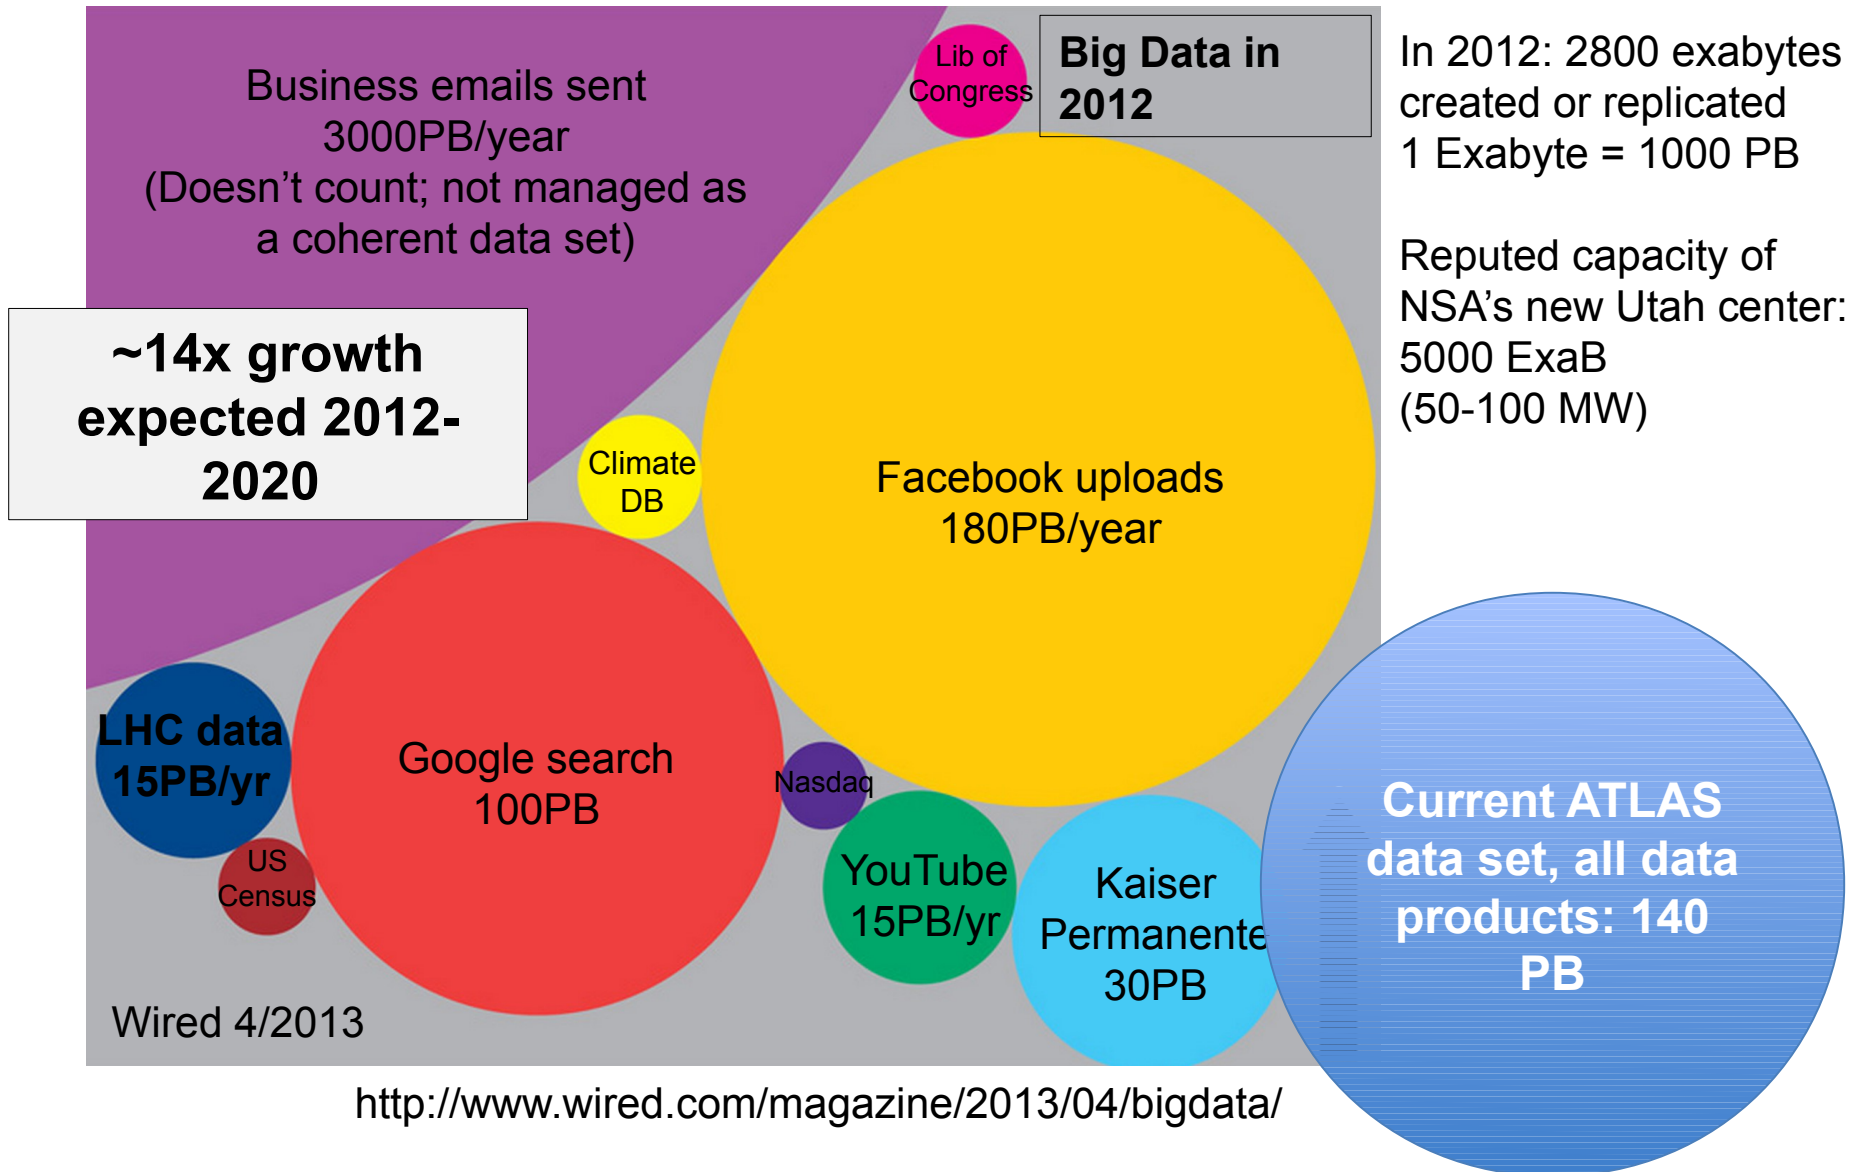 Business emails sent
3000PB/year
(Doesn't count; not managed as
a coherent data set)
Lib of
Congress
Big Data in
2012
In 2012: 2800 exabytes
created or replicated
1 Exabyte = 1000 PB
Reputed capacity of
NSA's new Utah center:
5000 ExaB
(50-100 MW)
~14x growth
expected 2012-
2020
Climate
DB
Facebook uploads
180PB/year
LHC data
15PB/yr
Google search
100PB
Nasdaq
US
Census
YouTube
15PB/yr
Kaiser
Permanente
30PB
Current ATLAS
data set, all data
products: 140
PB
Wired 4/2013
http://www.wired.com/magazine/2013/04/bigdata/